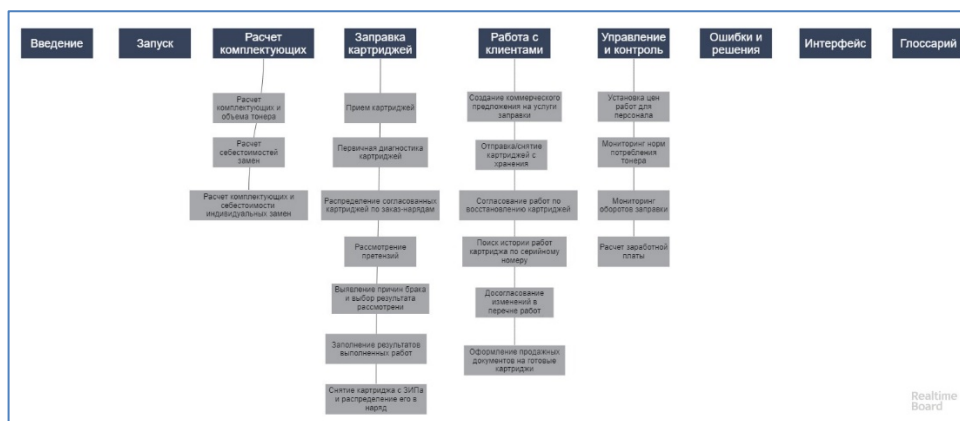 Введение
Запуск
Расчет
комплектующих
Заправка
картриджей
Работа с
клиентами
Управление
и контроль
Ошибки и
решения
Интерфейс
Глоссарий
Расчет
комплектующих и
объема тонера
Расчет
себестоимостей
замен
Расчет комплектующих и
себестоимости
индивидуальных замен
Прием картриджей
Первичная диагностика
картриджей
Распределение согласованных
картриджей по заказ-нарядам
Рассмотрение
претензий
Выявление причин брака
и выбор результата
рассмотрени
Заполнение результатов
выполненных работ
Снятие картриджа с ЗИПа
и распределение его в
наряд
Создание коммерческого
предложения на услуги
заправки
Отправка/снятие
картриджей с
хранения
Согласование работ по
восстановлению картриджей
Поиск истории работ
картриджа по серийному
номеру
Досогласование
изменений в
перечне работ
Оформление продажных
документов на готовые
картриджи
Установка цен
работ для
персонала
Мониторинг норм
потребления
тонера
Мониторинг
оборотов заправки
Расчет заработной
платы
Realtime
Board